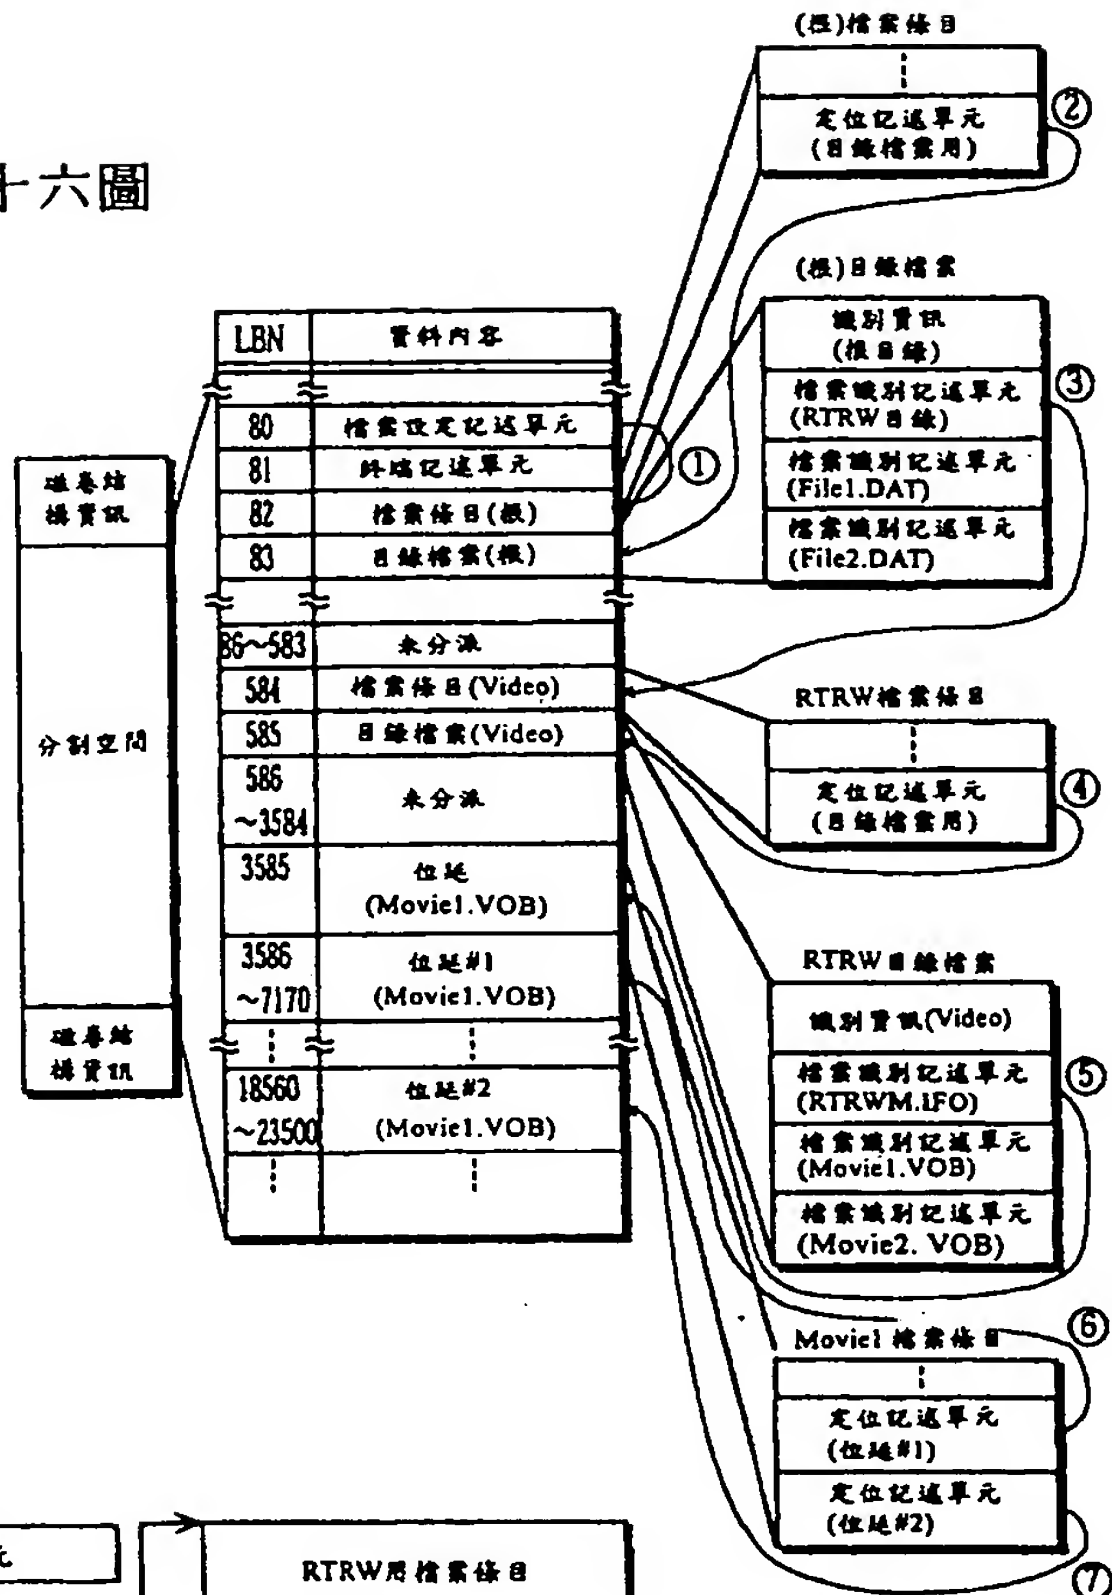 十六圖
(根)檔案條目
定位記述單元
(目錄檔案用)
②
(根)目錄檔案
識別資訊
(根目錄)
檔案識別記述單元
(RTRW目錄)
③
檔案識別記述單元
(File1.DAT)
檔案識別記述單元
(File2.DAT)
LBN 資料內容
80 檔案設定記述單元
81 終端記述單元
①
82 檔案條目(根)
83 目錄檔案(根)
86~583 未分派
584 檔案條目(Video)
585 目錄檔案(Video)
586
~3584
未分派
3585 位延
(Movie1.VOB)
3586 位延#1
~7170 (Movie1.VOB)
18560 位延#2
~23500 (Movie1.VOB)
磁卷結
構資訊
分割空間
磁卷結
構資訊
RTRW檔案條目
定位記述單元
(目錄檔案用)
④
RTRW目錄檔案
識別資訊(Video)
檔案識別記述單元
(RTRWM.IFO)
⑤
檔案識別記述單元
(Movie1.VOB)
檔案識別記述單元
(Movie2. VOB)
⑥
Movie1 檔案條目
定位記述單元
(位延#1)
定位記述單元
(位延#2)
⑦
元
RTRW用檔案條目